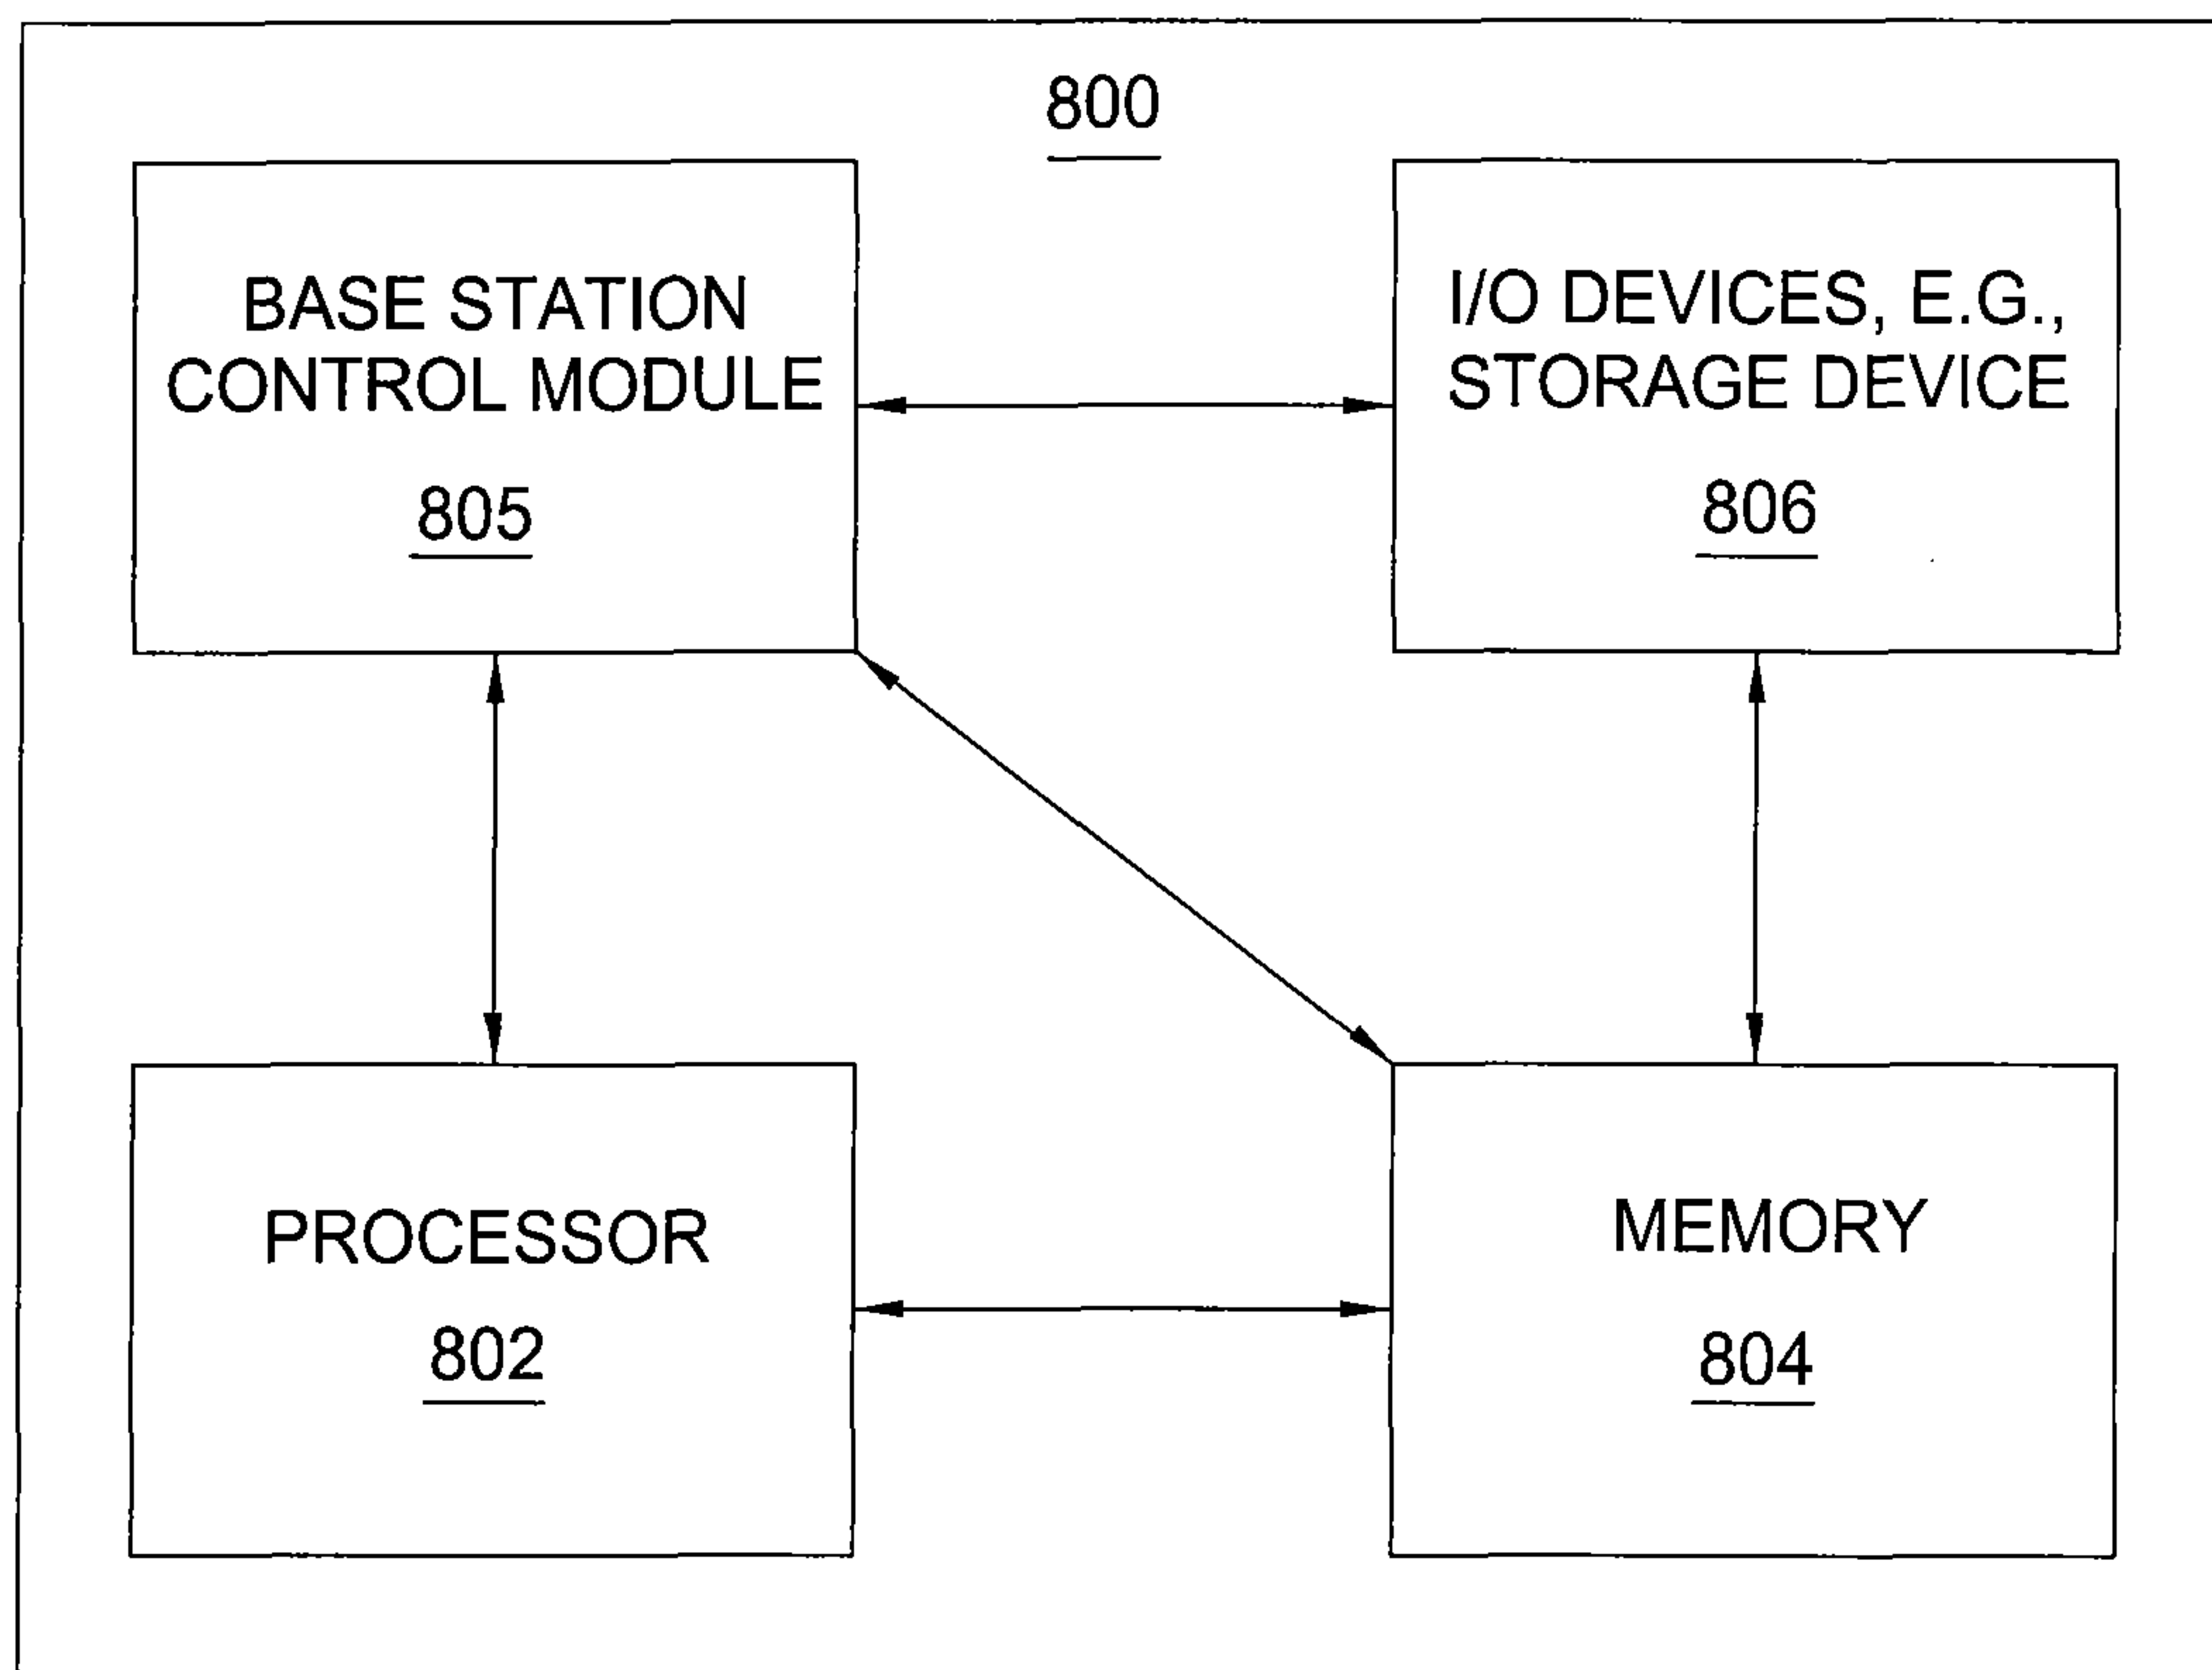 800
BASE STATION
CONTROL MODULE
805
I/O DEVICES, E.G.,
STORAGE DEVICE
806
PROCESSOR
802
MEMORY
804